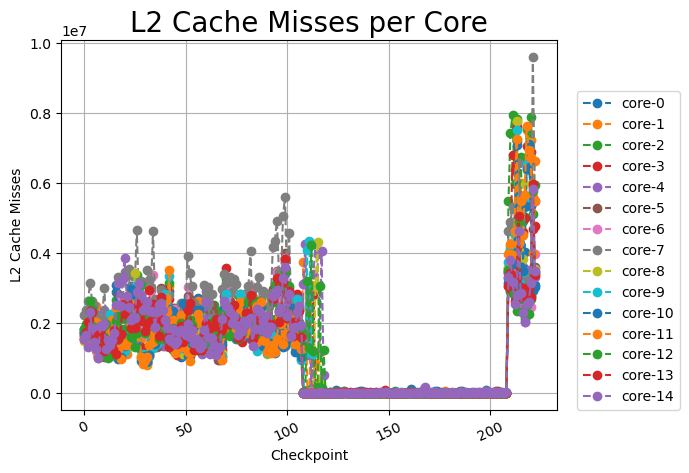 L2 Cache Misses per Core
1e7
1.0
0.8
0.6
0.4
0.2
0.0
L2 Cache Misses
0
50
100
150
200
Checkpoint
core-0
core-1
core-2
core-3
core-4
core-5
core-6
core-7
core-8
core-9
core-10
core-11
core-12
core-13
core-14